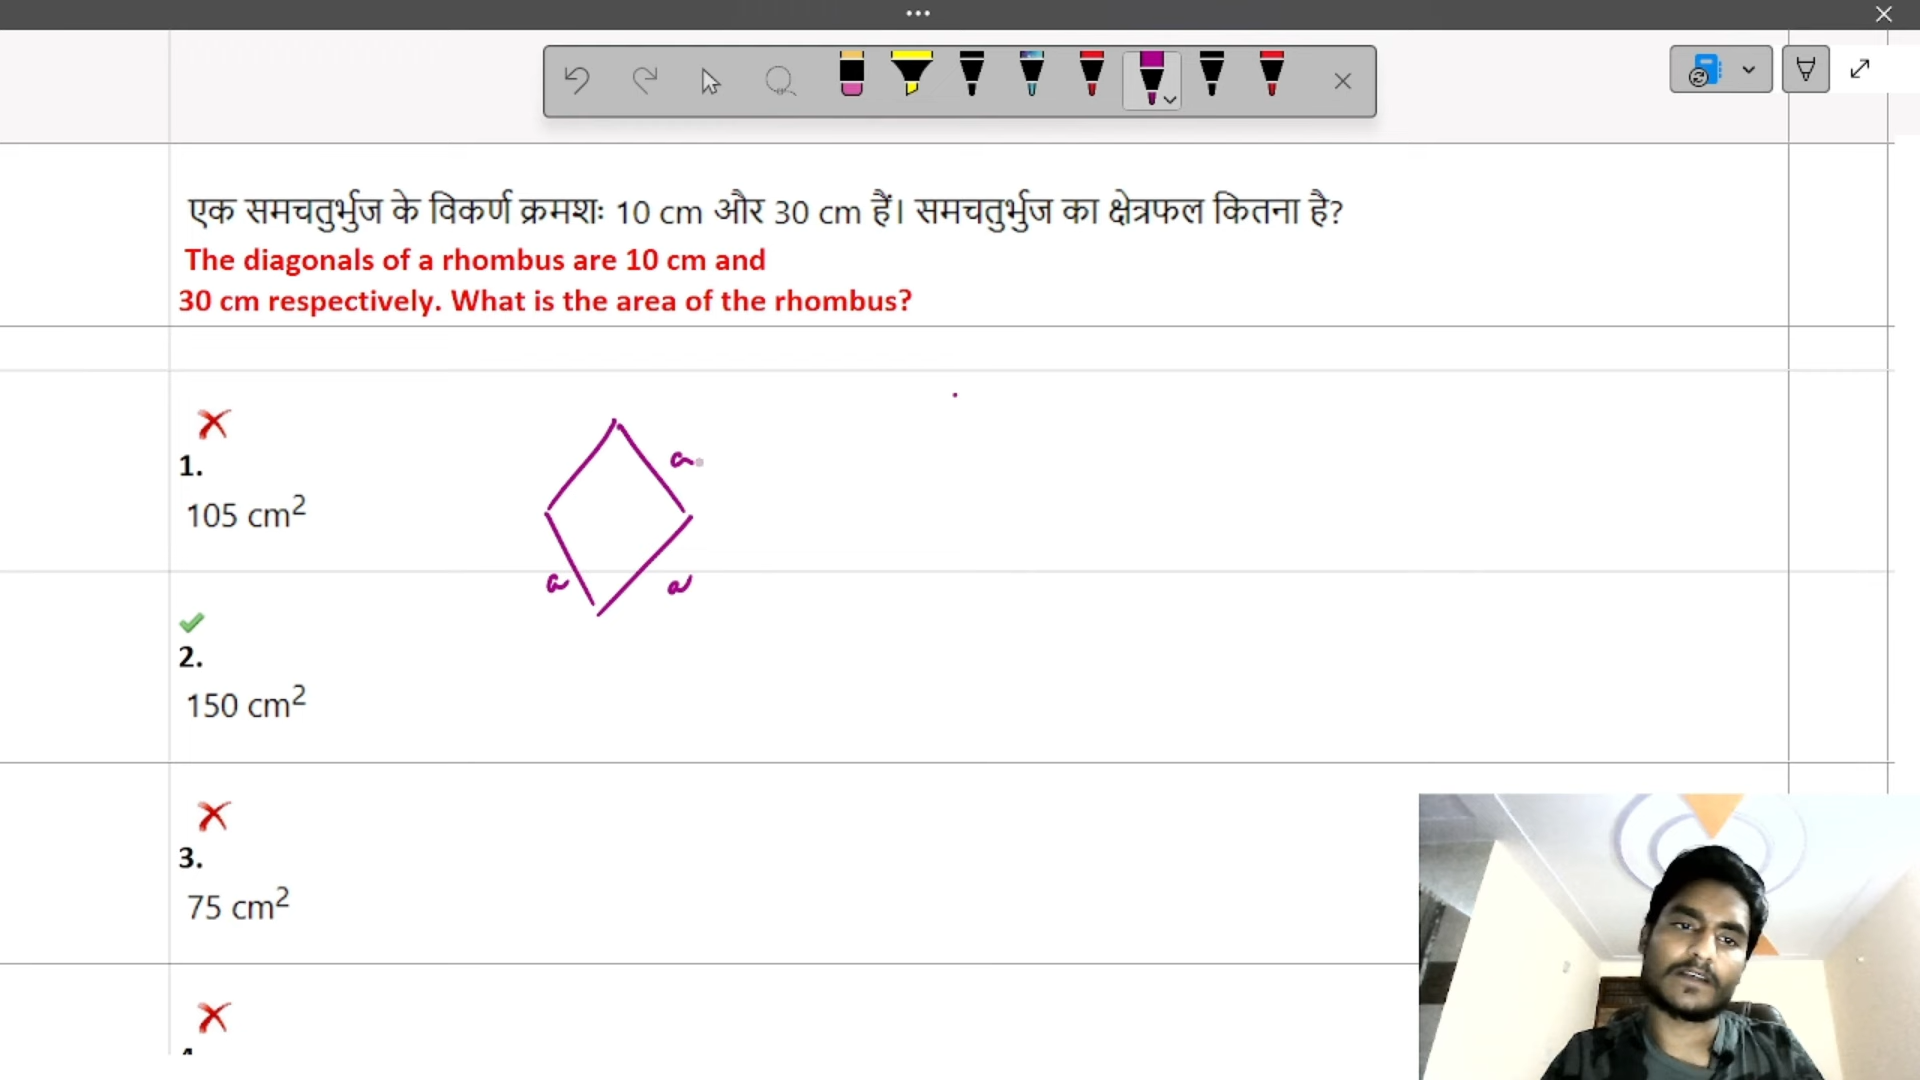 एक समचतुर्भुज के विकर्ण क्रमशः 10 cm और 30 cm हैं। समचतुर्भुज का क्षेत्रफल कितना है?
The diagonals of a rhombus are 10 cm and
30 cm respectively. What is the area of the rhombus?
1.
105 cm²
a
a
a
2.
150 cm²
3.
75 cm²